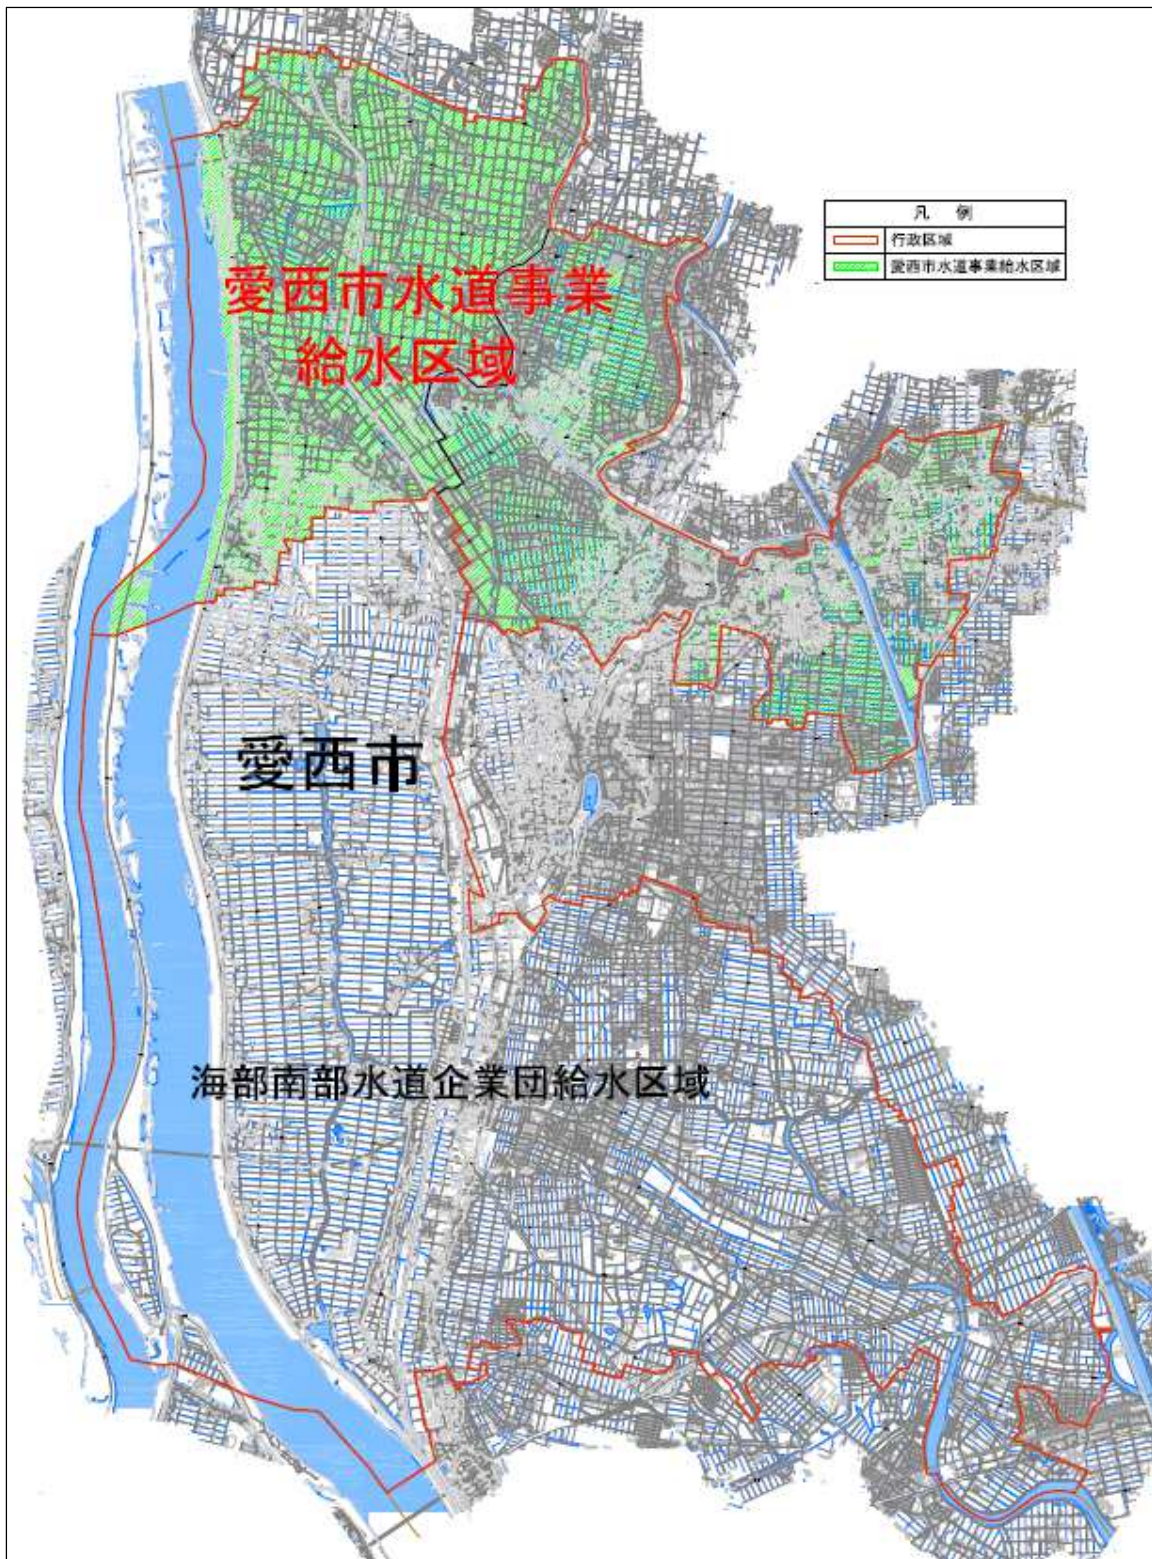 凡 例
行政区域
愛西市水道事業給水区域
愛西市水道事業
給水区域
愛西市
海部南部水道企業団給水区域